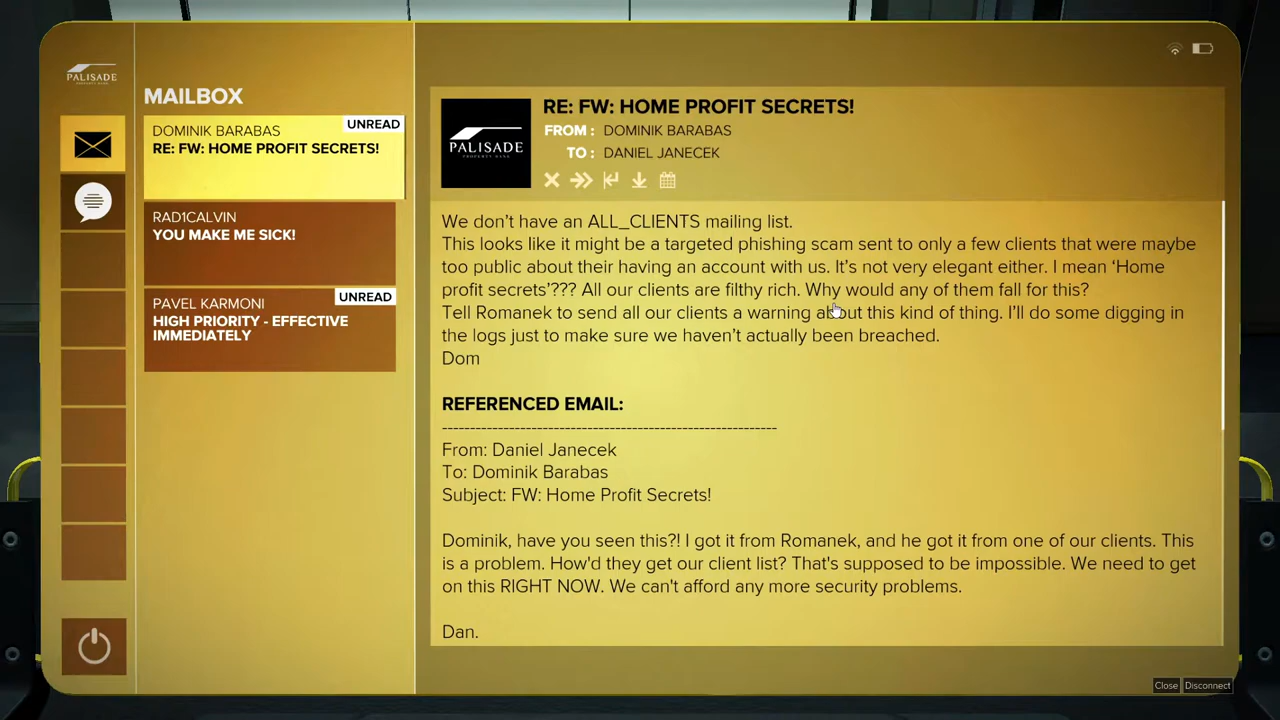 PALISADE
PROPERTY BANK
MAILBOX
DOMINIK BARABAS
UNREAD
RE: FW: HOME PROFIT SECRETS!
RAD1CALVIN
YOU MAKE ME SICK!
PAVEL KARMONI
UNREAD
HIGH PRIORITY - EFFECTIVE
IMMEDIATELY
PALISADE
PROPERTY BANK
RE: FW: HOME PROFIT SECRETS!
FROM : DOMINIK BARABAS
TO : DANIEL JANECEK
We don’t have an ALL_CLIENTS mailing list.
This looks like it might be a targeted phishing scam sent to only a few clients that were maybe
too public about their having an account with us. It’s not very elegant either. I mean ‘Home
profit secrets’??? All our clients are filthy rich. Why would any of them fall for this?
Tell Romanek to send all our clients a warning about this kind of thing. I’ll do some digging in
the logs just to make sure we haven’t actually been breached.
Dom
REFERENCED EMAIL:
------------------------------------------------------------
From: Daniel Janecek
To: Dominik Barabas
Subject: FW: Home Profit Secrets!
Dominik, have you seen this?! I got it from Romanek, and he got it from one of our clients. This
is a problem. How'd they get our client list? That's supposed to be impossible. We need to get
on this RIGHT NOW. We can't afford any more security problems.
Dan.
Close Disconnect